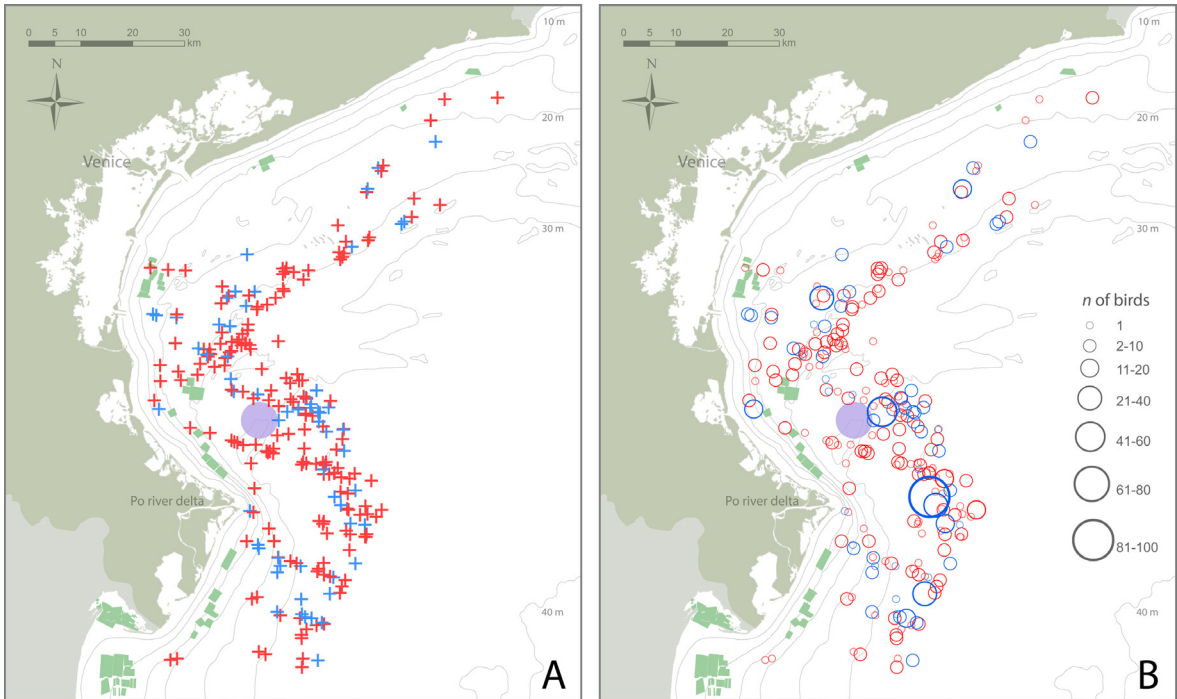 10 m
0 5 10 20 30
km
N
20 m
Venice
30 m
Po river delta
40 m
A
10 m
0 5 10 20 30
km
N
20 m
Venice
30 m
n of birds
1
2-10
11-20
21-40
41-60
61-80
81-100
Po river delta
40 m
B